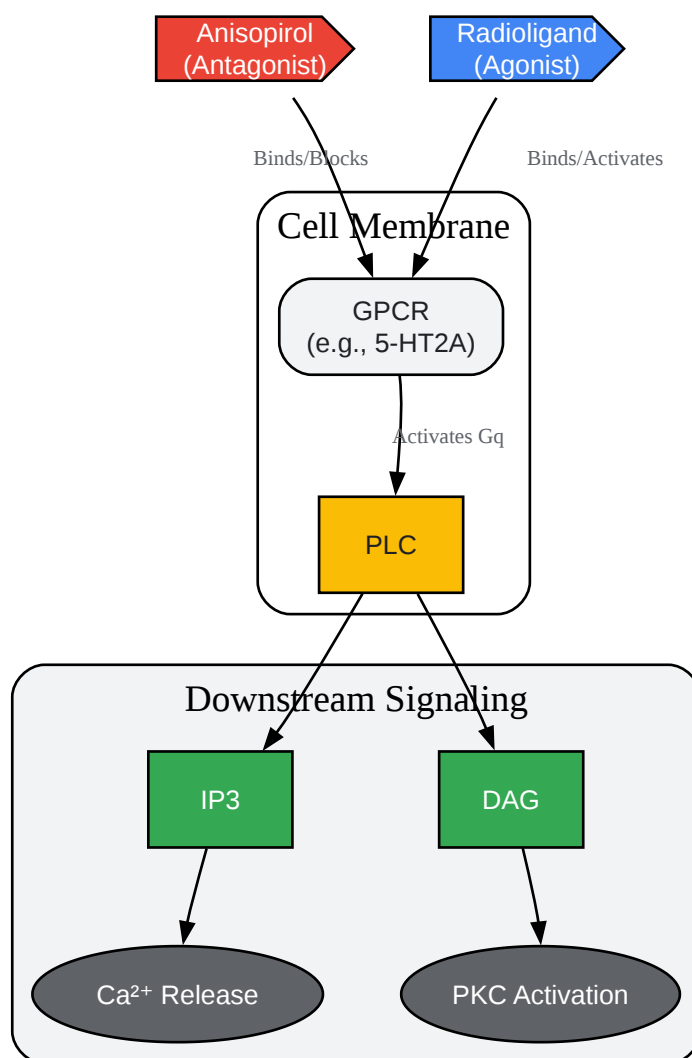 Anisopirol
(Antagonist)
Radioligand
(Agonist)
Binds/Blocks
Binds/Activates
Cell Membrane
GPCR
(e.g., 5-HT2A)
Activates Gq
PLC
Downstream Signaling
IP3
DAG
Ca²⁺ Release
PKC Activation